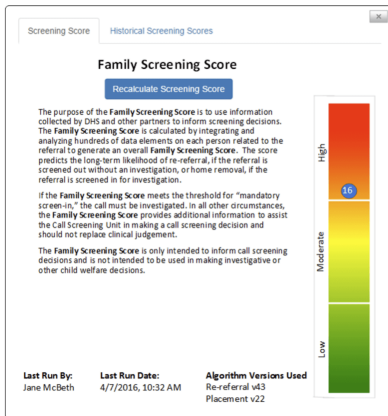 x
Screening Score
Historical Screening Scores
Family Screening Score
Recalculate Screening Score
The purpose of the Family Screening Score is to use information
collected by DHS and other partners to inform screening decisions.
The Family Screening Score is calculated by integrating and
analyzing hundreds of data elements on each person related to the
referral to generate an overall Family Screening Score. The score
predicts the long-term likelihood of re-referral, if the referral is
screened out without an investigation, or home removal, if the
referral is screened in for investigation.
If the Family Screening Score meets the threshold for “mandatory
screen-in,” the call must be investigated. In all other circumstances,
the Family Screening Score provides additional information to assist
the Call Screening Unit in making a call screening decision and
should not replace clinical judgement.
The Family Screening Score is only intended to inform call screening
decisions and is not intended to be used in making investigative or
other child welfare decisions.
High
16
Moderate
Low
Last Run By:
Jane McBeth
Last Run Date:
4/7/2016, 10:32 AM
Algorithm Versions Used
Re-referral v43
Placement v22